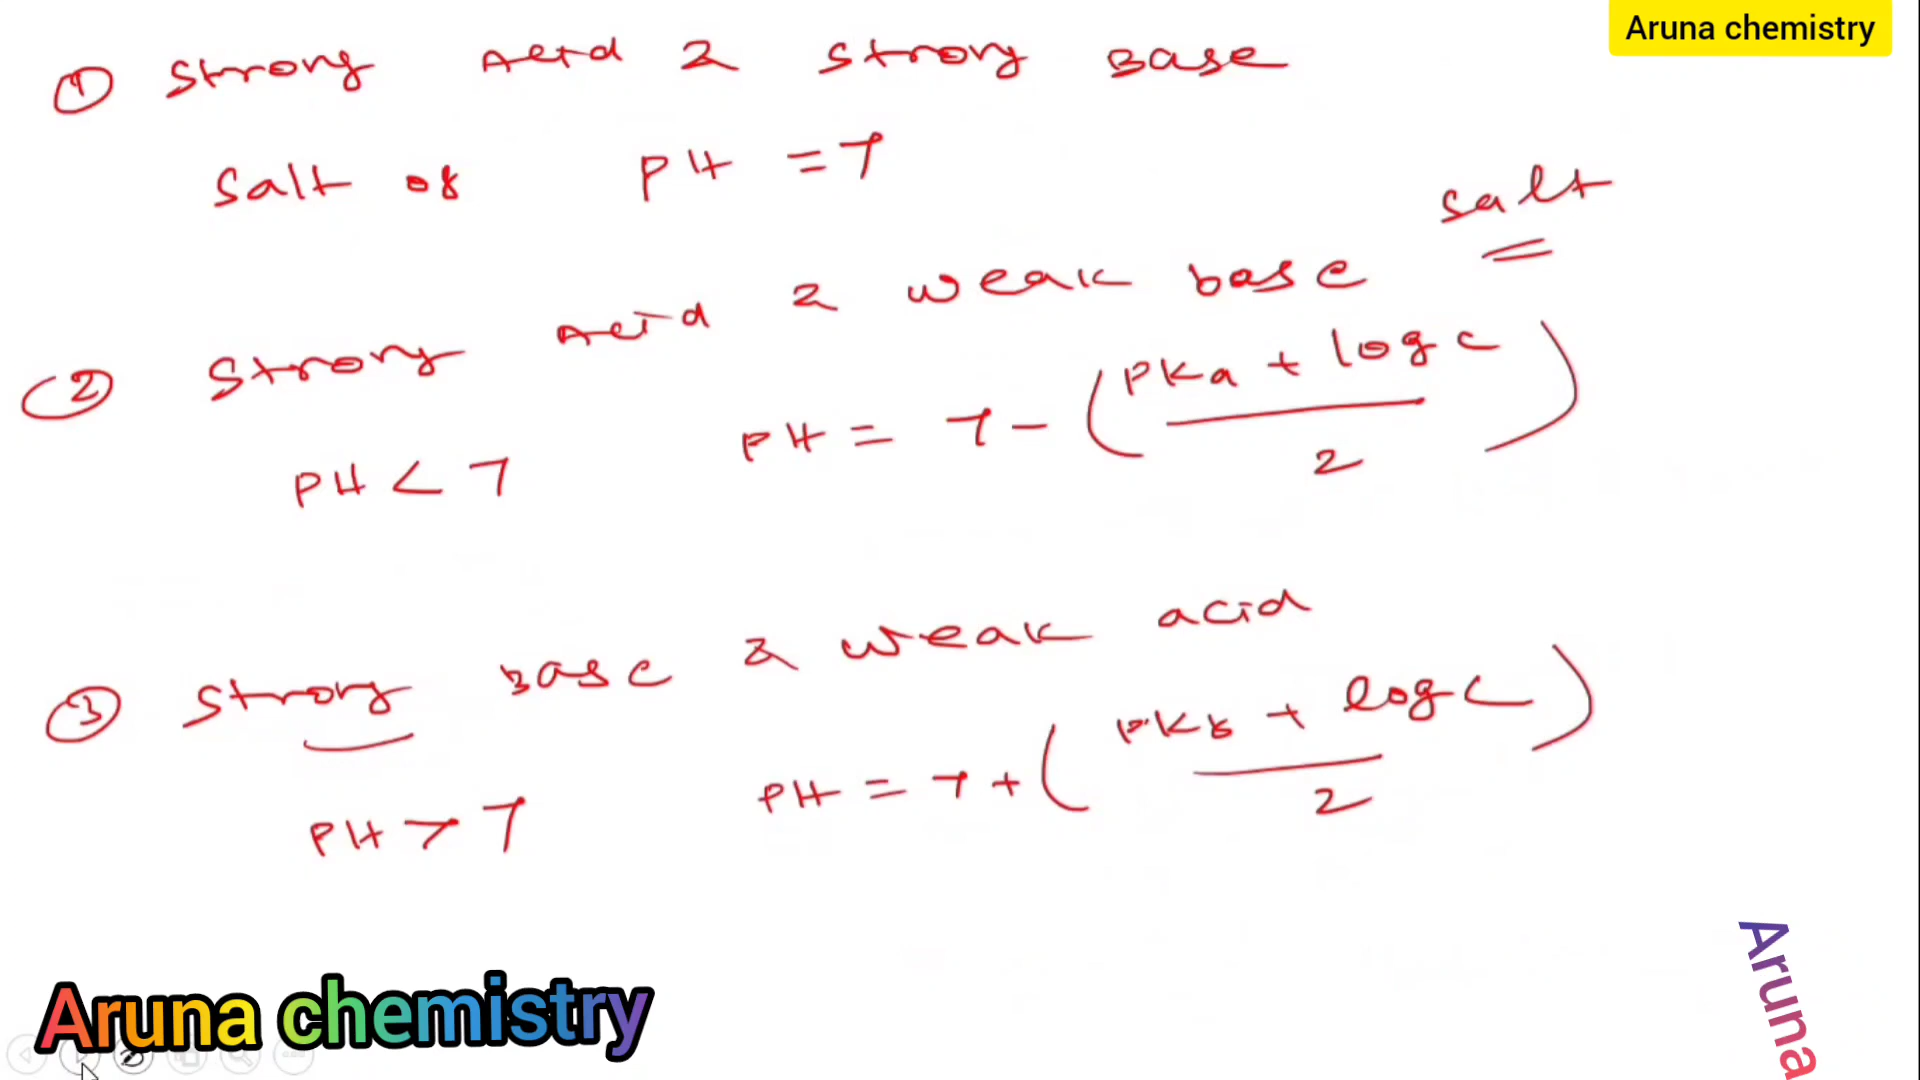 Aruna chemistry
① Strong Acid & strong Base
Salt of PH = 7
salt
② Strong Acid & weak base
PH < 7 PH = 7 - (PKa + log c / 2)
③ Strong Base & weak acid
PH > 7 PH = 7 + (PKb + log c / 2)
Aruna
Aruna chemistry